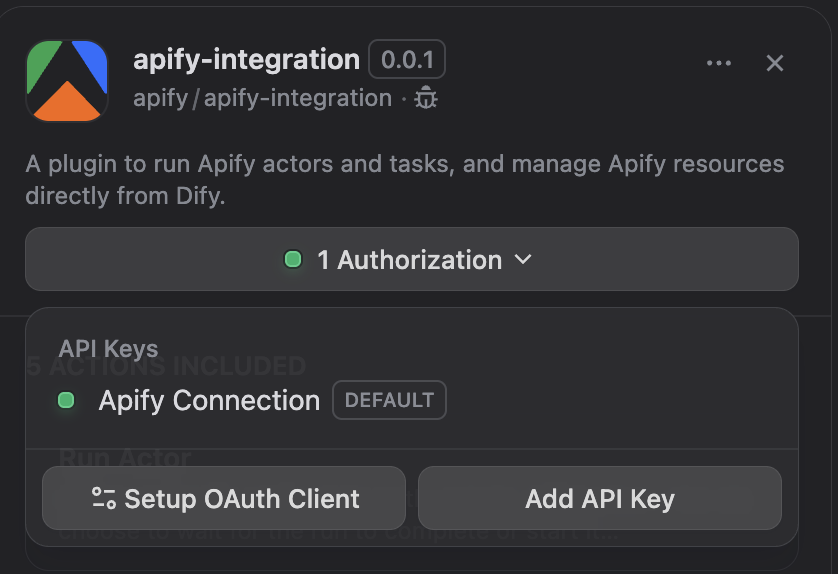 apify-integration 0.0.1
apify / apify-integration ·
A plugin to run Apify actors and tasks, and manage Apify resources
directly from Dify.
1 Authorization
API Keys
5 ACTIONS INCLUDED
Apify Connection DEFAULT
Run Actor
Setup OAuth Client Add API Key
choose to wait for the run to complete or start it...